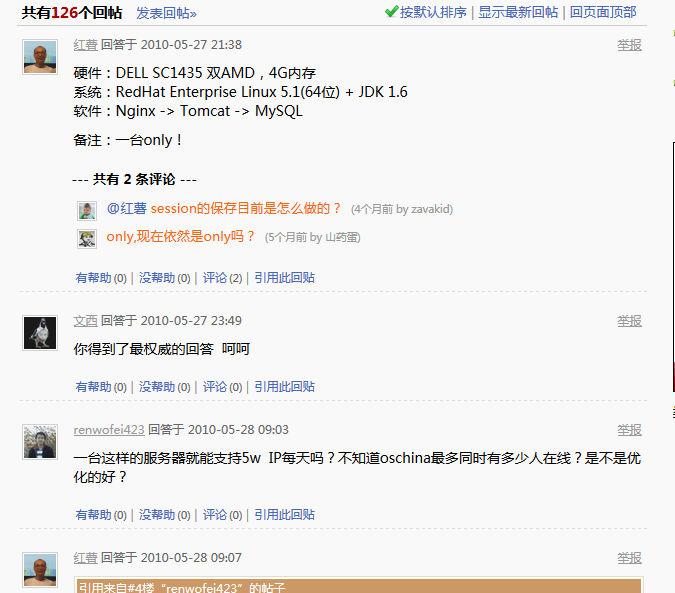 共有126个回帖 发表回帖» 按默认排序 | 显示最新回帖 | 回页面顶部
红薯 回答于 2010-05-27 21:38 举报
硬件：DELL SC1435 双AMD，4G内存
系统：RedHat Enterprise Linux 5.1(64位) + JDK 1.6
软件：Nginx -> Tomcat -> MySQL
备注：一台only！
--- 共有 2 条评论 ---
@红薯 session的保存目前是怎么做的？ (4个月前 by zavakid)
only,现在依然是only吗？ (5个月前 by 山药蛋)
有帮助(0) | 没帮助(0) | 评论(2) | 引用此回贴
文西 回答于 2010-05-27 23:49 举报
你得到了最权威的回答 呵呵
有帮助(0) | 没帮助(0) | 评论(0) | 引用此回贴
renwofei423 回答于 2010-05-28 09:03 举报
一台这样的服务器就能支持5w IP每天吗？不知道oschina最多同时有多少人在线？是不是优
化的好？
有帮助(0) | 没帮助(0) | 评论(0) | 引用此回贴
红薯 回答于 2010-05-28 09:07 举报
引用来自#4楼“renwofei423”的帖子